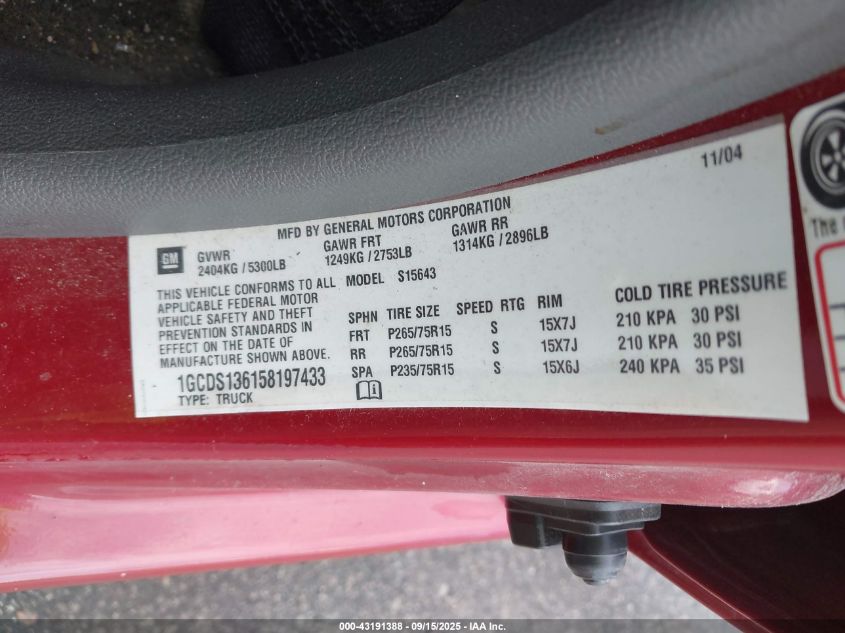 11/04
MFD BY GENERAL MOTORS CORPORATION
GM
GVWR GAWR FRT GAWR RR
2404KG / 5300LB 1249KG / 2753LB 1314KG / 2896LB
THIS VEHICLE CONFORMS TO ALL MODEL S15643
APPLICABLE FEDERAL MOTOR
VEHICLE SAFETY AND THEFT
PREVENTION STANDARDS IN
EFFECT ON THE DATE OF
MANUFACTURE SHOWN ABOVE.
SPHN TIRE SIZE SPEED RTG RIM COLD TIRE PRESSURE
FRT P265/75R15 S 15X7J 210 KPA 30 PSI
RR P265/75R15 S 15X7J 210 KPA 30 PSI
SPA P235/75R15 S 15X6J 240 KPA 35 PSI
1GCDS136158197433
TYPE: TRUCK
The
000-43191388 - 09/15/2025 - IAA Inc.